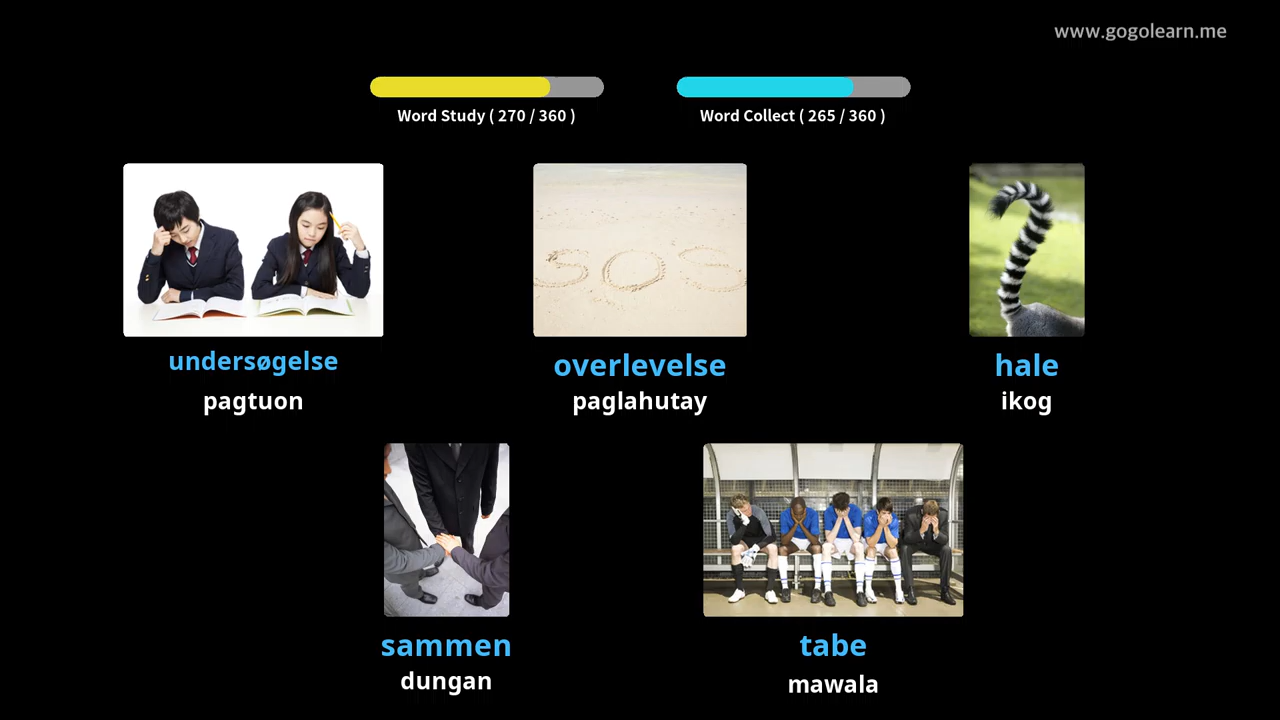 www.gogolearn.me
Word Study ( 270 / 360 )
Word Collect ( 265 / 360 )
undersøgelse
pagtuon
overlevelse
paglahutay
hale
ikog
SOS
sammen
dungan
tabe
mawala